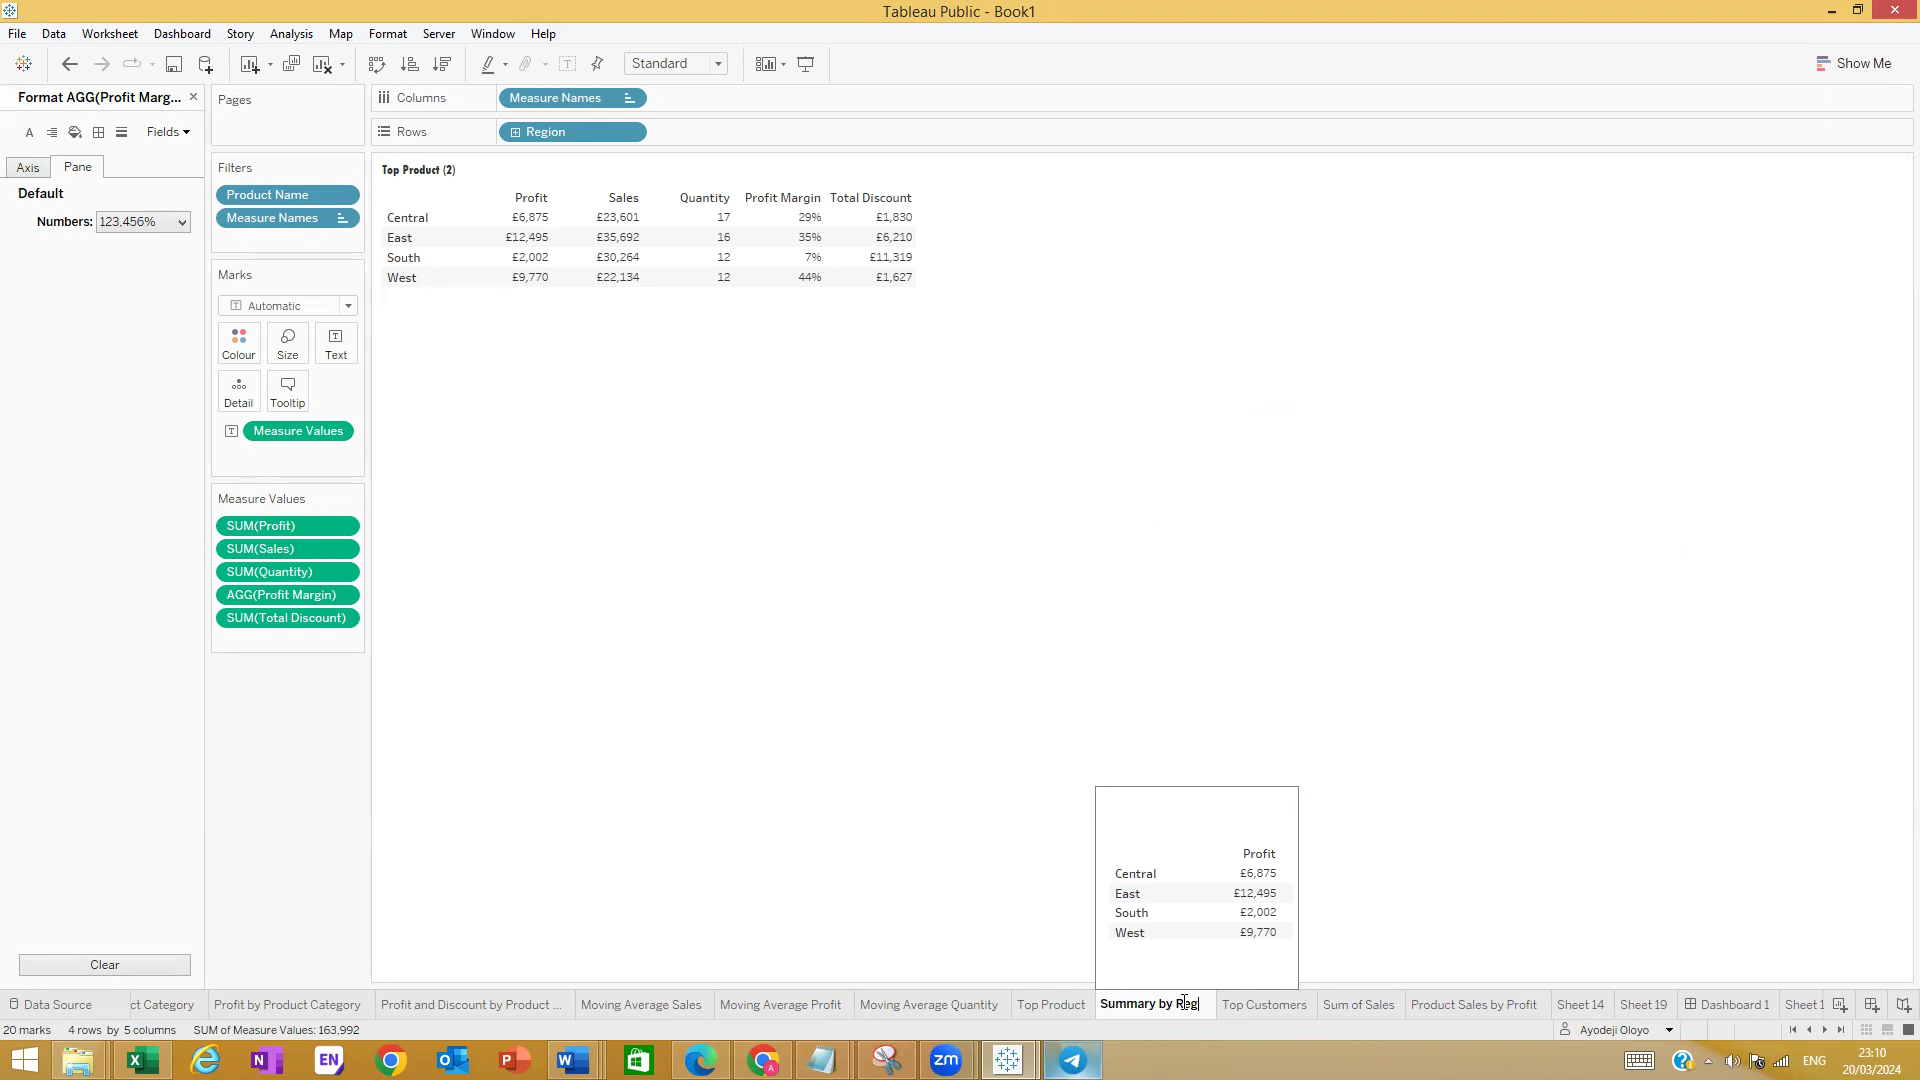 Tableau Public - Book1
File Data Worksheet Dashboard Story Analysis Map Format Server Window Help
Standard
Show Me
Format AGG(Profit Marg... ×
Fields
Axis Pane
Default
Numbers: 123,456%
Clear
Pages
Filters
Product Name
Measure Names
Marks
Automatic
Colour Size Text
Detail Tooltip
Measure Values
Measure Values
SUM(Profit)
SUM(Sales)
SUM(Quantity)
AGG(Profit Margin)
SUM(Total Discount)
Columns Measure Names
Rows Region
Top Product (2)
Profit Sales Quantity Profit Margin Total Discount
Central £6,875 £23,601 17 29% £1,830
East £12,495 £35,692 16 35% £6,210
South £2,002 £30,264 12 7% £11,319
West £9,770 £22,134 12 44% £1,627
Profit
Central £6,875
East £12,495
South £2,002
West £9,770
Data Source ct Category Profit by Product Category Profit and Discount by Product ... Moving Average Sales Moving Average Profit Moving Average Quantity Top Product Summary by Reg Top Customers Sum of Sales Product Sales by Profit Sheet 14 Sheet 19 Dashboard 1 Sheet 1
20 marks 4 rows by 5 columns SUM of Measure Values: 163,992 Ayodeji Oloyo
ENG
23:10
20/03/2024